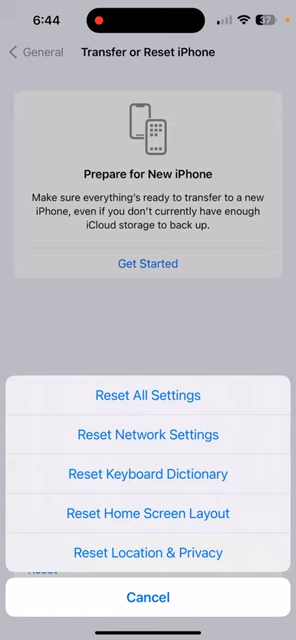 6:44
37
General
Transfer or Reset iPhone
Prepare for New iPhone
Make sure everything's ready to transfer to a new
iPhone, even if you don't currently have enough
iCloud storage to back up.
Get Started
Reset All Settings
Reset Network Settings
Reset Keyboard Dictionary
Reset Home Screen Layout
Reset Location & Privacy
Cancel